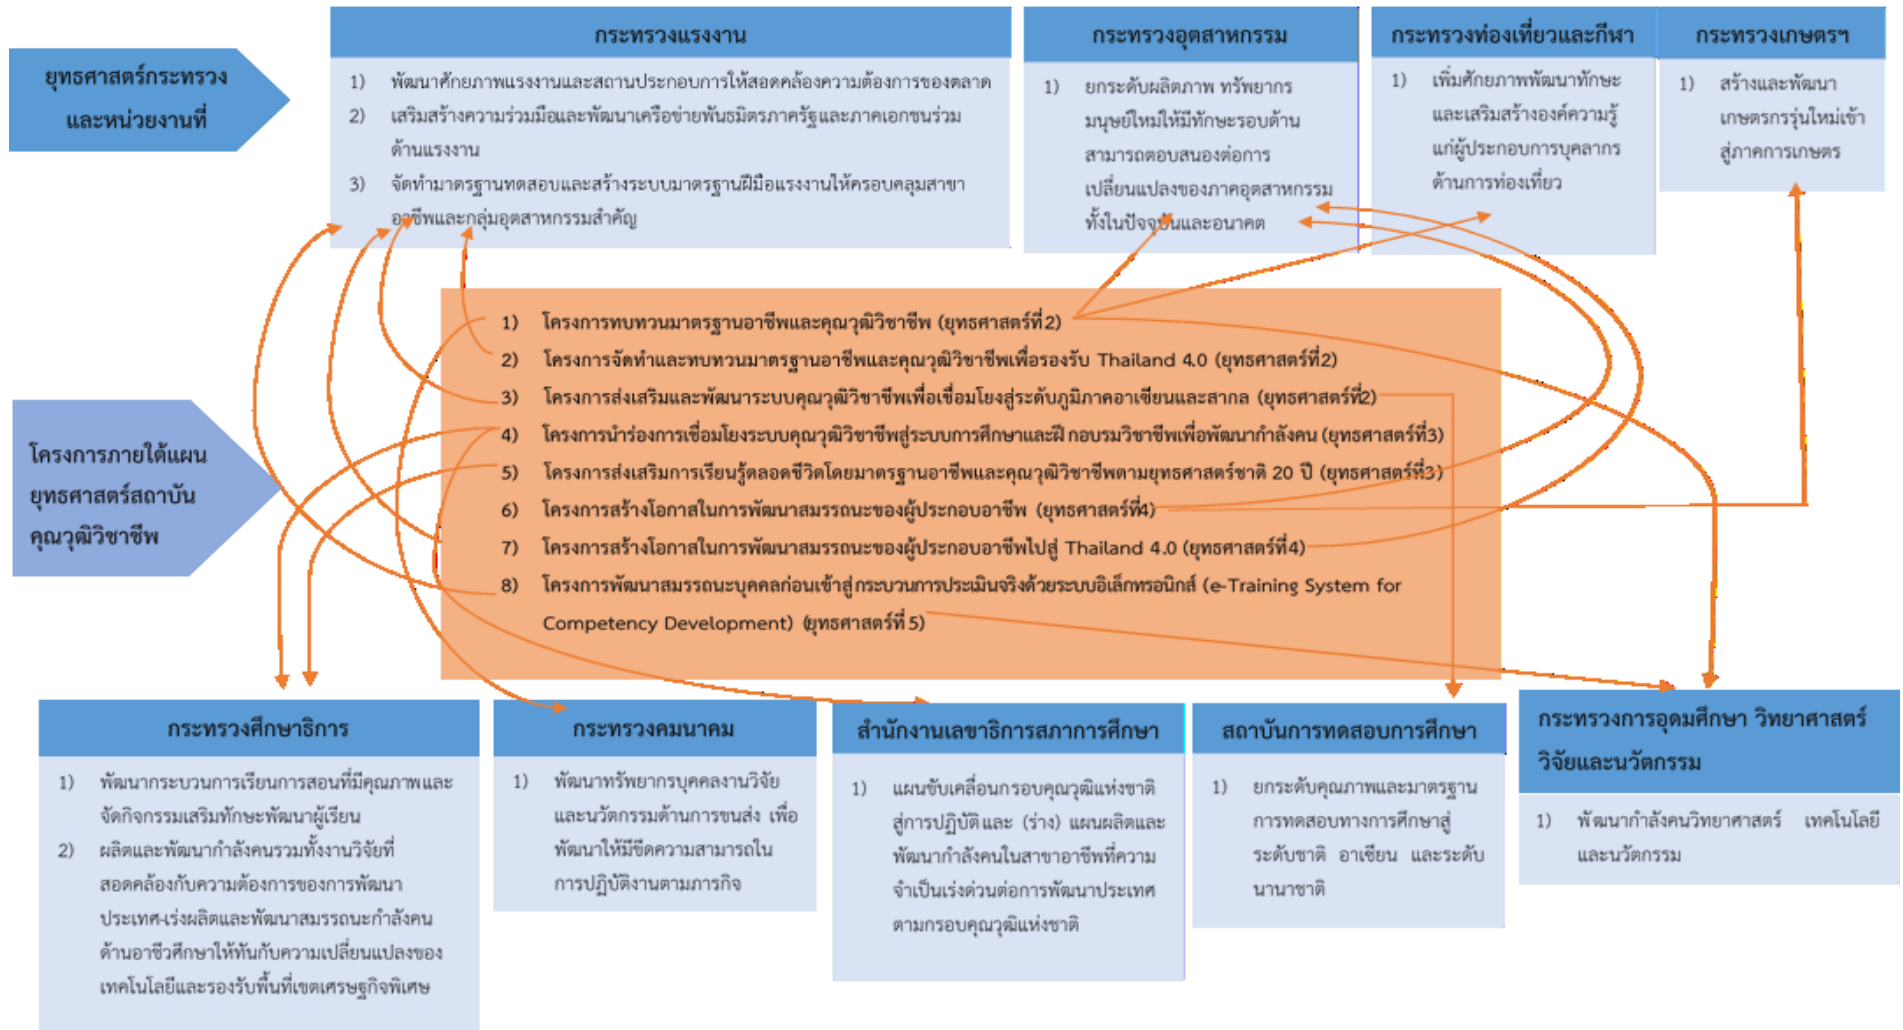 ยุทธศาสตร์กระทรวง
และหน่วยงานที่
กระทรวงแรงงาน
1) พัฒนาศักยภาพแรงงานและสถานประกอบการให้สอดคล้องความต้องการของตลาด
2) เสริมสร้างความร่วมมือและพัฒนาเครือข่ายพันธมิตรภาครัฐและภาคเอกชนร่วม
ด้านแรงงาน
3) จัดทำมาตรฐานทดสอบและสร้างระบบมาตรฐานฝีมือแรงงานให้ครอบคลุมสาขา
อาชีพและกลุ่มอุตสาหกรรมสำคัญ
กระทรวงอุตสาหกรรม
1) ยกระดับผลิตภาพ ทรัพยากร
มนุษย์ใหม่ให้มีทักษะรอบด้าน
สามารถตอบสนองต่อการ
เปลี่ยนแปลงของภาคอุตสาหกรรม
ทั้งในปัจจุบันและอนาคต
กระทรวงท่องเที่ยวและกีฬา
1) เพิ่มศักยภาพพัฒนาทักษะ
และเสริมสร้างองค์ความรู้
แก่ผู้ประกอบการบุคลากร
ด้านการท่องเที่ยว
กระทรวงเกษตรฯ
1) สร้างและพัฒนา
เกษตรกรรุ่นใหม่เข้า
สู่ภาคการเกษตร
โครงการภายใต้แผน
ยุทธศาสตร์สถาบัน
คุณวุฒิวิชาชีพ
1) โครงการทบทวนมาตรฐานอาชีพและคุณวุฒิวิชาชีพ (ยุทธศาสตร์ที่2)
2) โครงการจัดทำและทบทวนมาตรฐานอาชีพและคุณวุฒิวิชาชีพเพื่อรองรับ Thailand 4.0 (ยุทธศาสตร์ที่2)
3) โครงการส่งเสริมและพัฒนาระบบคุณวุฒิวิชาชีพเพื่อเชื่อมโยงสู่ระดับภูมิภาคอาเซียนและสากล (ยุทธศาสตร์ที่2)
4) โครงการนำร่องการเชื่อมโยงระบบคุณวุฒิวิชาชีพสู่ระบบการศึกษาและฝึกอบรมวิชาชีพเพื่อพัฒนากำลังคน (ยุทธศาสตร์ที่3)
5) โครงการส่งเสริมการเรียนรู้ตลอดชีวิตโดยมาตรฐานอาชีพและคุณวุฒิวิชาชีพตามยุทธศาสตร์ชาติ 20 ปี (ยุทธศาสตร์ที่3)
6) โครงการสร้างโอกาสในการพัฒนาสมรรถนะของผู้ประกอบอาชีพ (ยุทธศาสตร์ที่4)
7) โครงการสร้างโอกาสในการพัฒนาสมรรถนะของผู้ประกอบอาชีพไปสู่ Thailand 4.0 (ยุทธศาสตร์ที่4)
8) โครงการพัฒนาสมรรถนะบุคคลก่อนเข้าสู่กระบวนการประเมินจริงด้วยระบบอิเล็กทรอนิกส์ (e-Training System for
Competency Development) (ยุทธศาสตร์ที่ 5)
กระทรวงศึกษาธิการ
1) พัฒนากระบวนการเรียนการสอนที่มีคุณภาพและ
จัดกิจกรรมเสริมทักษะพัฒนาผู้เรียน
2) ผลิตและพัฒนากำลังคนรวมทั้งงานวิจัยที่
สอดคล้องกับความต้องการของการพัฒนา
ประเทศ-เร่งผลิตและพัฒนาสมรรถนะกำลังคน
ด้านอาชีวศึกษาให้ทันกับความเปลี่ยนแปลงของ
เทคโนโลยีและรองรับพื้นที่เขตเศรษฐกิจพิเศษ
กระทรวงคมนาคม
1) พัฒนาทรัพยากรบุคคลงานวิจัย
และนวัตกรรมด้านการขนส่ง เพื่อ
พัฒนาให้มีขีดความสามารถใน
การปฏิบัติงานตามภารกิจ
สำนักงานเลขาธิการสภาการศึกษา
1) แผนขับเคลื่อนกรอบคุณวุฒิแห่งชาติ
สู่การปฏิบัติและ (ร่าง) แผนผลิตและ
พัฒนากำลังคนในสาขาอาชีพที่ความ
จำเป็นเร่งด่วนต่อการพัฒนาประเทศ
ตามกรอบคุณวุฒิแห่งชาติ
สถาบันการทดสอบการศึกษา
1) ยกระดับคุณภาพและมาตรฐาน
การทดสอบทางการศึกษาสู่
ระดับชาติ อาเซียน และระดับ
นานาชาติ
กระทรวงการอุดมศึกษา วิทยาศาสตร์
วิจัยและนวัตกรรม
1) พัฒนากำลังคนวิทยาศาสตร์ เทคโนโลยี
และนวัตกรรม